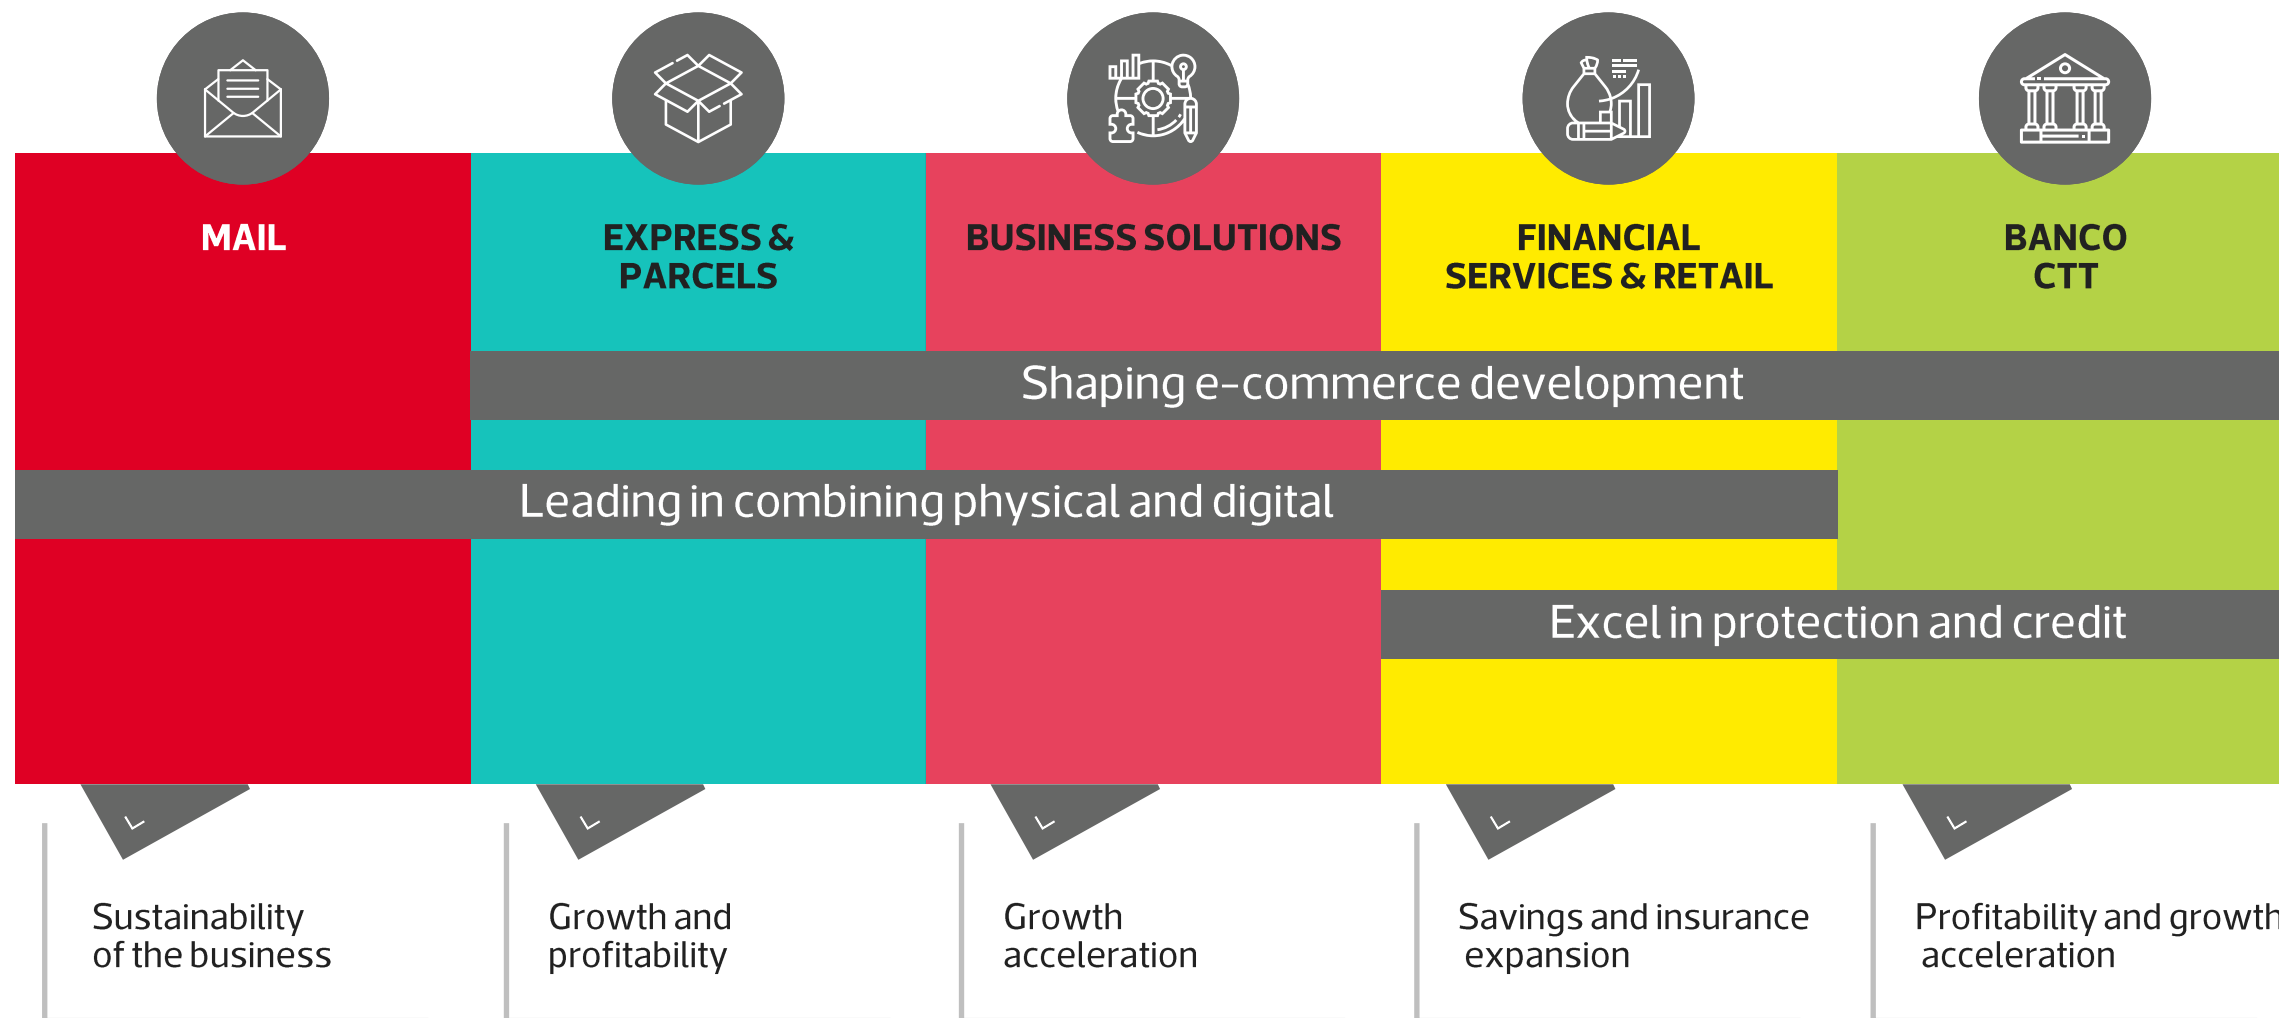 MAIL
EXPRESS &
PARCELS
BUSINESS SOLUTIONS
FINANCIAL
SERVICES & RETAIL
BANCO
CTT
Shaping e-commerce development
Leading in combining physical and digital
Excel in protection and credit
Sustainability
of the business
Growth and
profitability
Growth
acceleration
Savings and insurance
expansion
Profitability and growth
acceleration